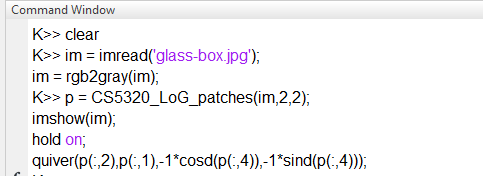 Command Window
K>> clear
K>> im = imread('glass-box.jpg');
im = rgb2gray(im);
K>> p = CS5320_LoG_patches(im,2,2);
imshow(im);
hold on;
quiver(p(:,2),p(:,1),-1*cosd(p(:,4)),-1*sind(p(:,4)));